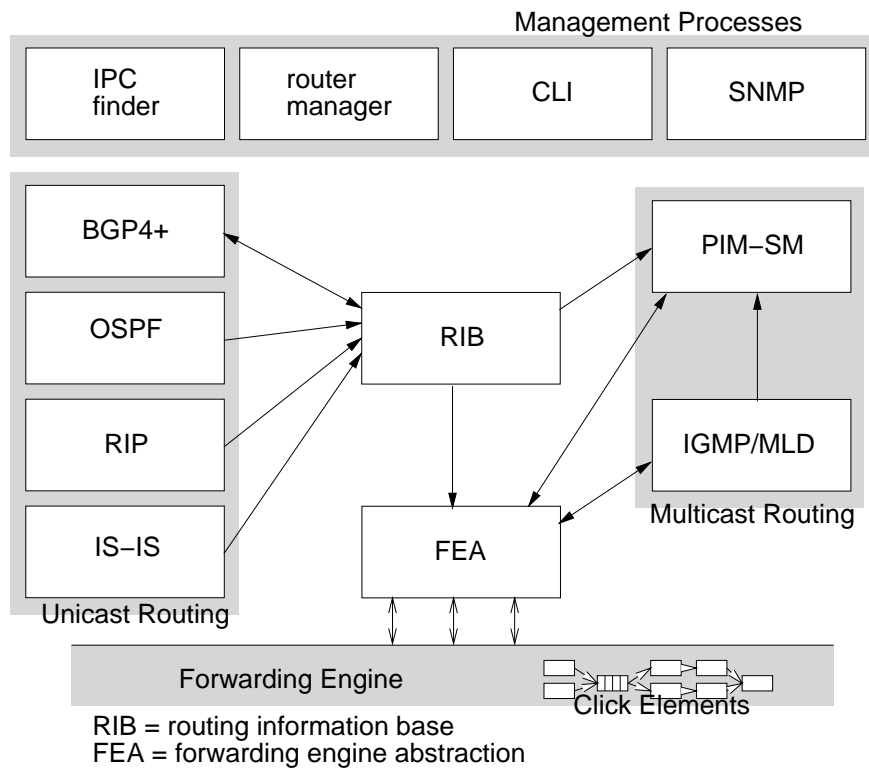 Management Processes
IPC
finder
router
manager
CLI
SNMP
BGP4+
OSPF
RIP
IS−IS
Unicast Routing
RIB
FEA
PIM−SM
IGMP/MLD
Multicast Routing
Forwarding Engine
Click Elements
RIB = routing information base
FEA = forwarding engine abstraction